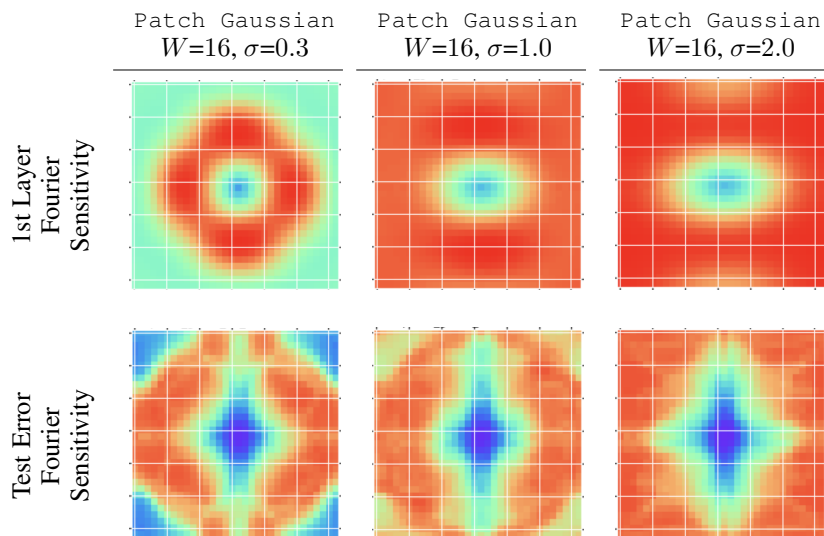 Patch Gaussian
W=16, σ=0.3
Patch Gaussian
W=16, σ=1.0
Patch Gaussian
W=16, σ=2.0
1st Layer
Fourier
Sensitivity
Test Error
Fourier
Sensitivity